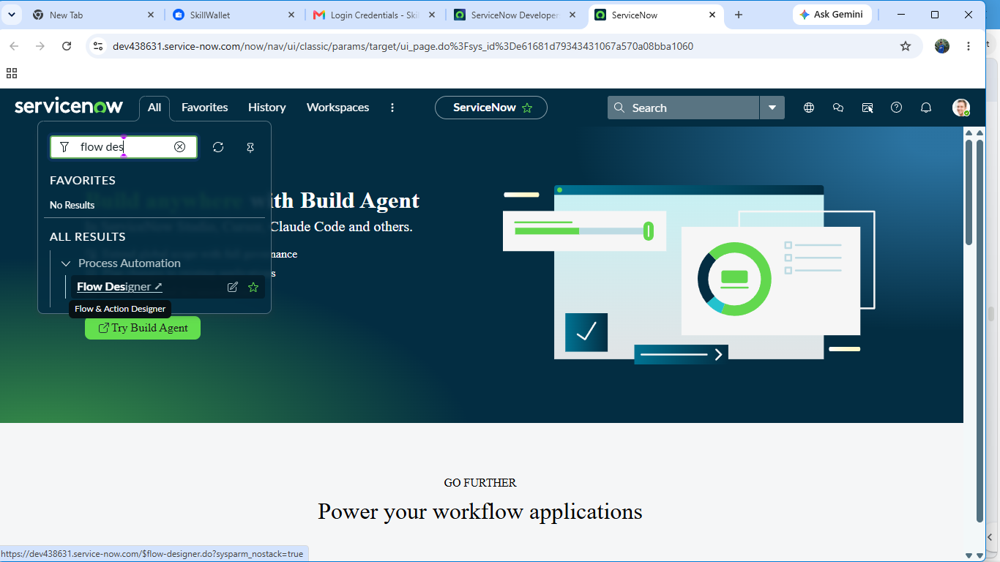 New Tab
SkillWallet
Login Credentials - Ski
ServiceNow Developer
ServiceNow
Ask Gemini
dev438631.service-now.com/now/nav/ui/classic/params/target/ui_page.do%3Fsys_id%3De61681d79343431067a570a08bba1060
servicenow
All
Favorites
History
Workspaces
ServiceNow
Search
flow des
FAVORITES
No Results
ALL RESULTS
Process Automation
Flow Designer ↗
Flow & Action Designer
Build anywhere with Build Agent
Claude Code and others.
Try Build Agent
GO FURTHER
Power your workflow applications
https://dev438631.service-now.com/$flow-designer.do?sysparm_nostack=true